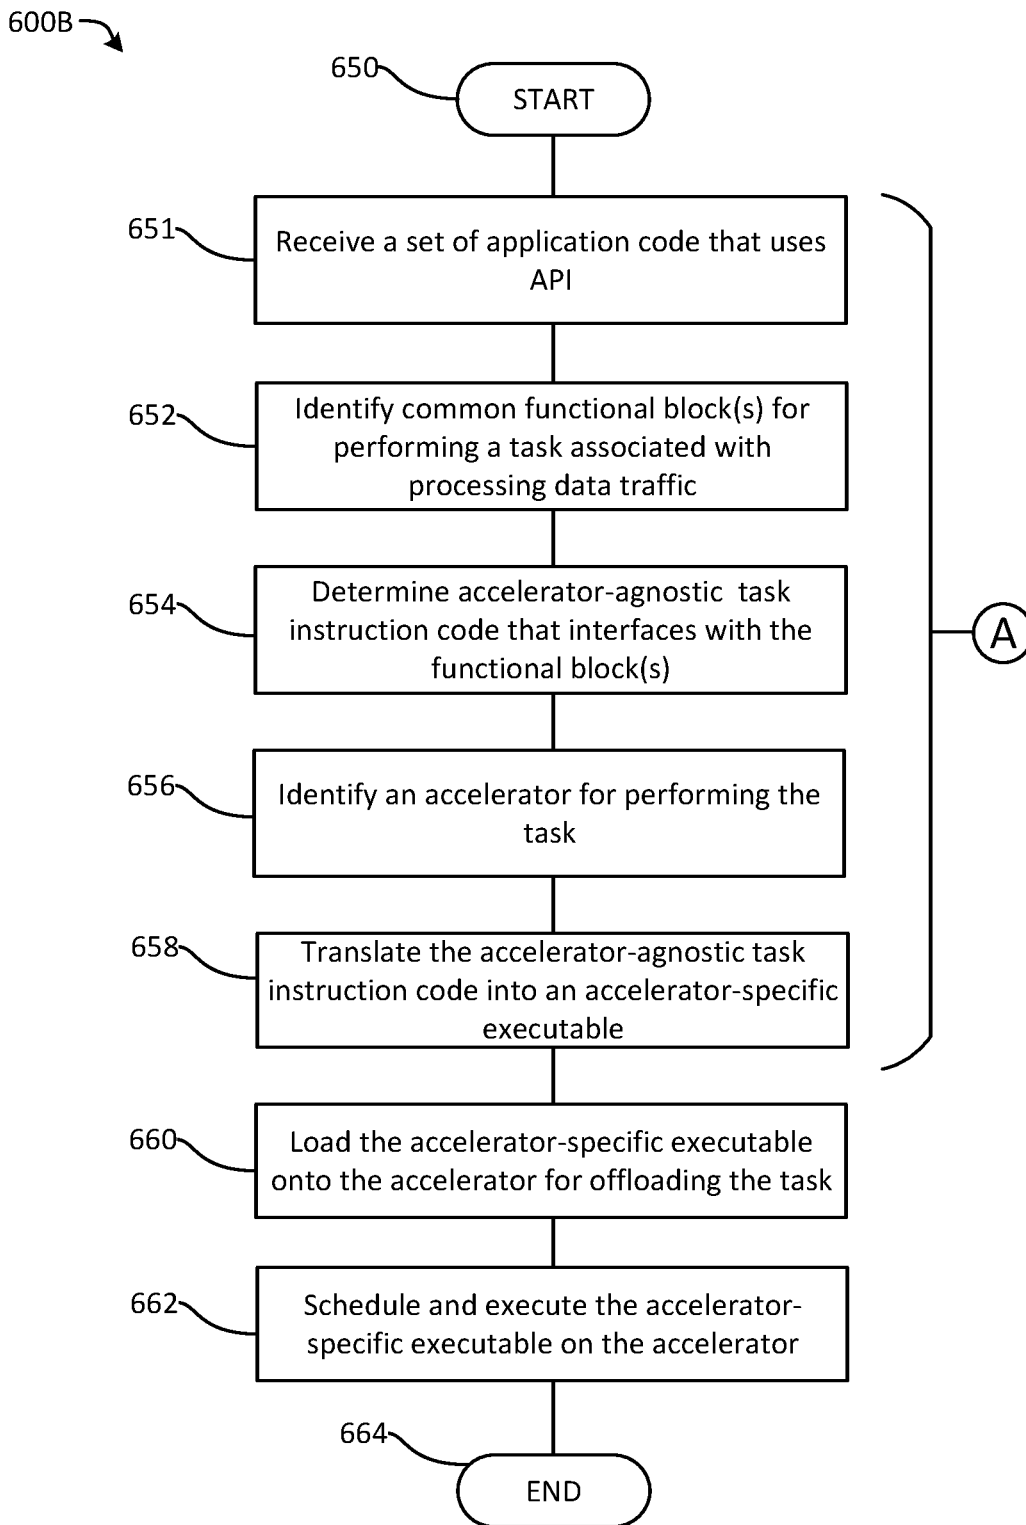 600B
650
START
651
Receive a set of application code that uses
API
652
Identify common functional block(s) for
performing a task associated with
processing data traffic
654
Determine accelerator-agnostic task
instruction code that interfaces with the
functional block(s)
A
656
Identify an accelerator for performing the
task
658
Translate the accelerator-agnostic task
instruction code into an accelerator-specific
executable
660
Load the accelerator-specific executable
onto the accelerator for offloading the task
662
Schedule and execute the accelerator-
specific executable on the accelerator
664
END